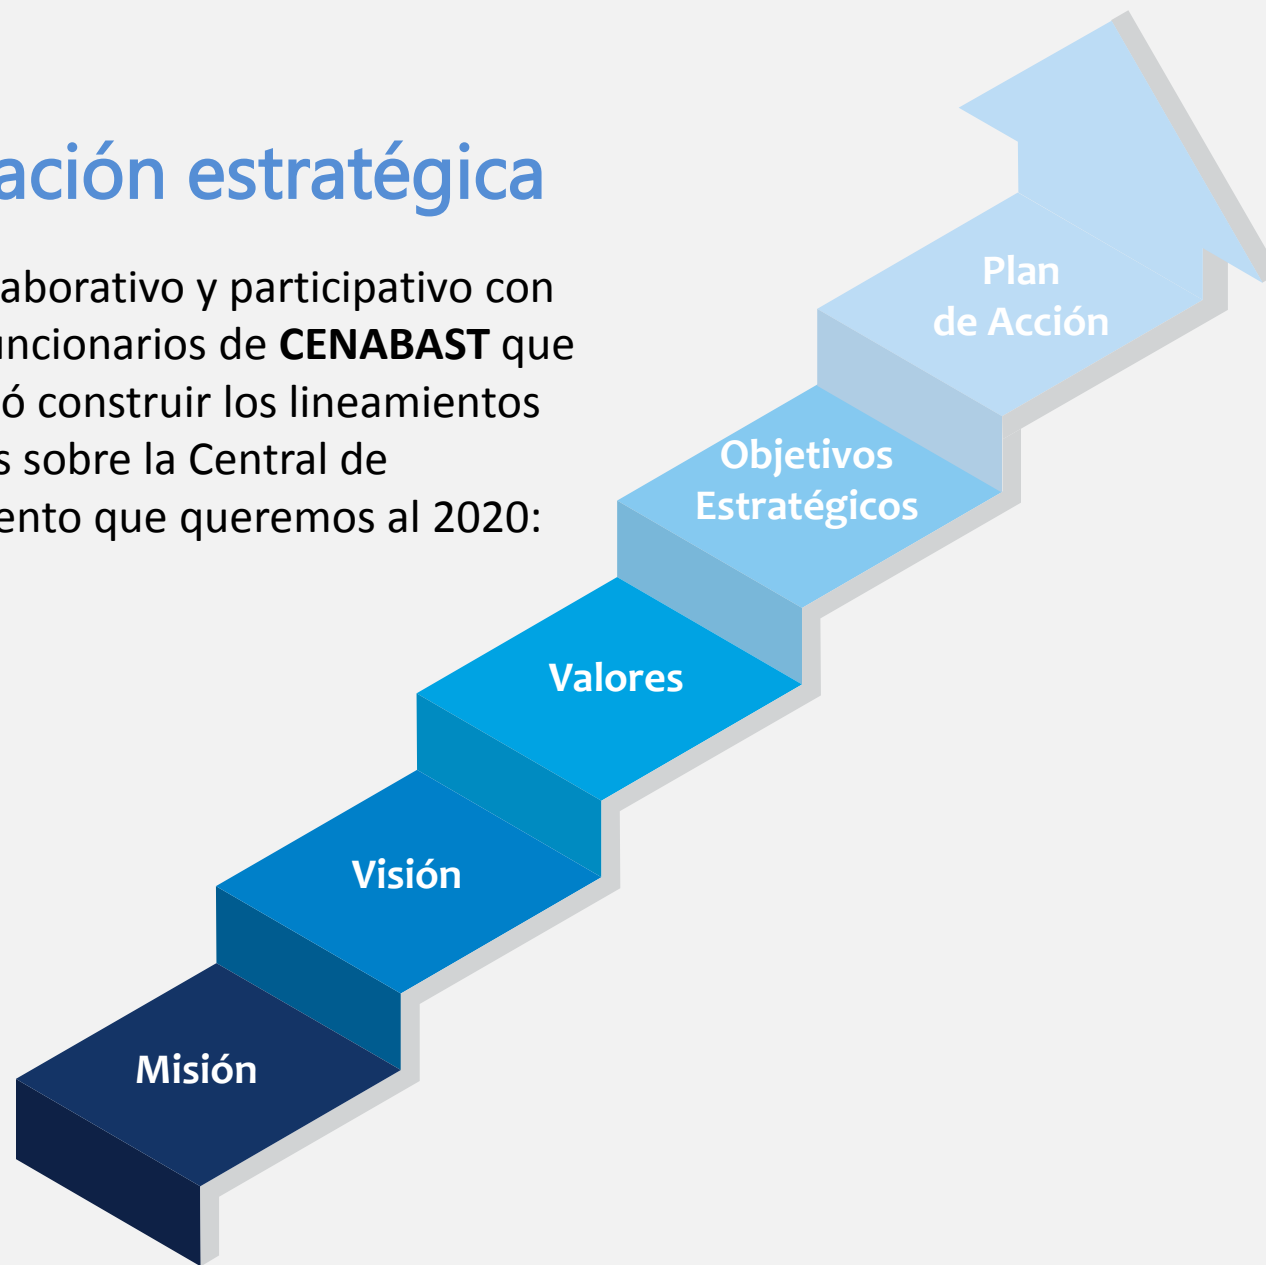 ación estratégica
laborativo y participativo con
uncionarios de CENABAST que
ó construir los lineamientos
s sobre la Central de
ento que queremos al 2020:
Plan
de Acción
Objetivos
Estratégicos
Valores
Visión
Misión